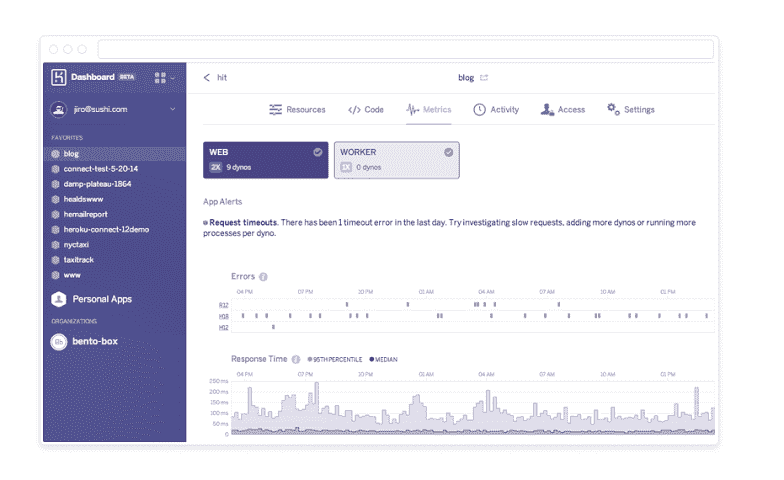 Dashboard BETA
jiro@sushi.com
FAVORITES
blog
connect-test-5-20-14
damp-plateau-1864
healdswww
hemailreport
heroku-connect-12demo
nyctaxi
taxitrack
www
Personal Apps
ORGANIZATIONS
bento-box
hit
blog
Resources
Code
Metrics
Activity
Access
Settings
WEB
2X 9 dynos
WORKER
0 dynos
App Alerts
Request timeouts. There has been 1 timeout error in the last day. Try investigating slow requests, adding more dynos or running more
processes per dyno.
Errors
04 PM 07 PM 10 PM 01 AM 04 AM 07 AM 10 AM 01 PM
R12
H18
H12
Response Time 95TH PERCENTILE MEDIAN
04 PM 07 PM 10 PM 01 AM 04 AM 07 AM 10 AM 01 PM
200 ms
150 ms
100 ms
50 ms
0